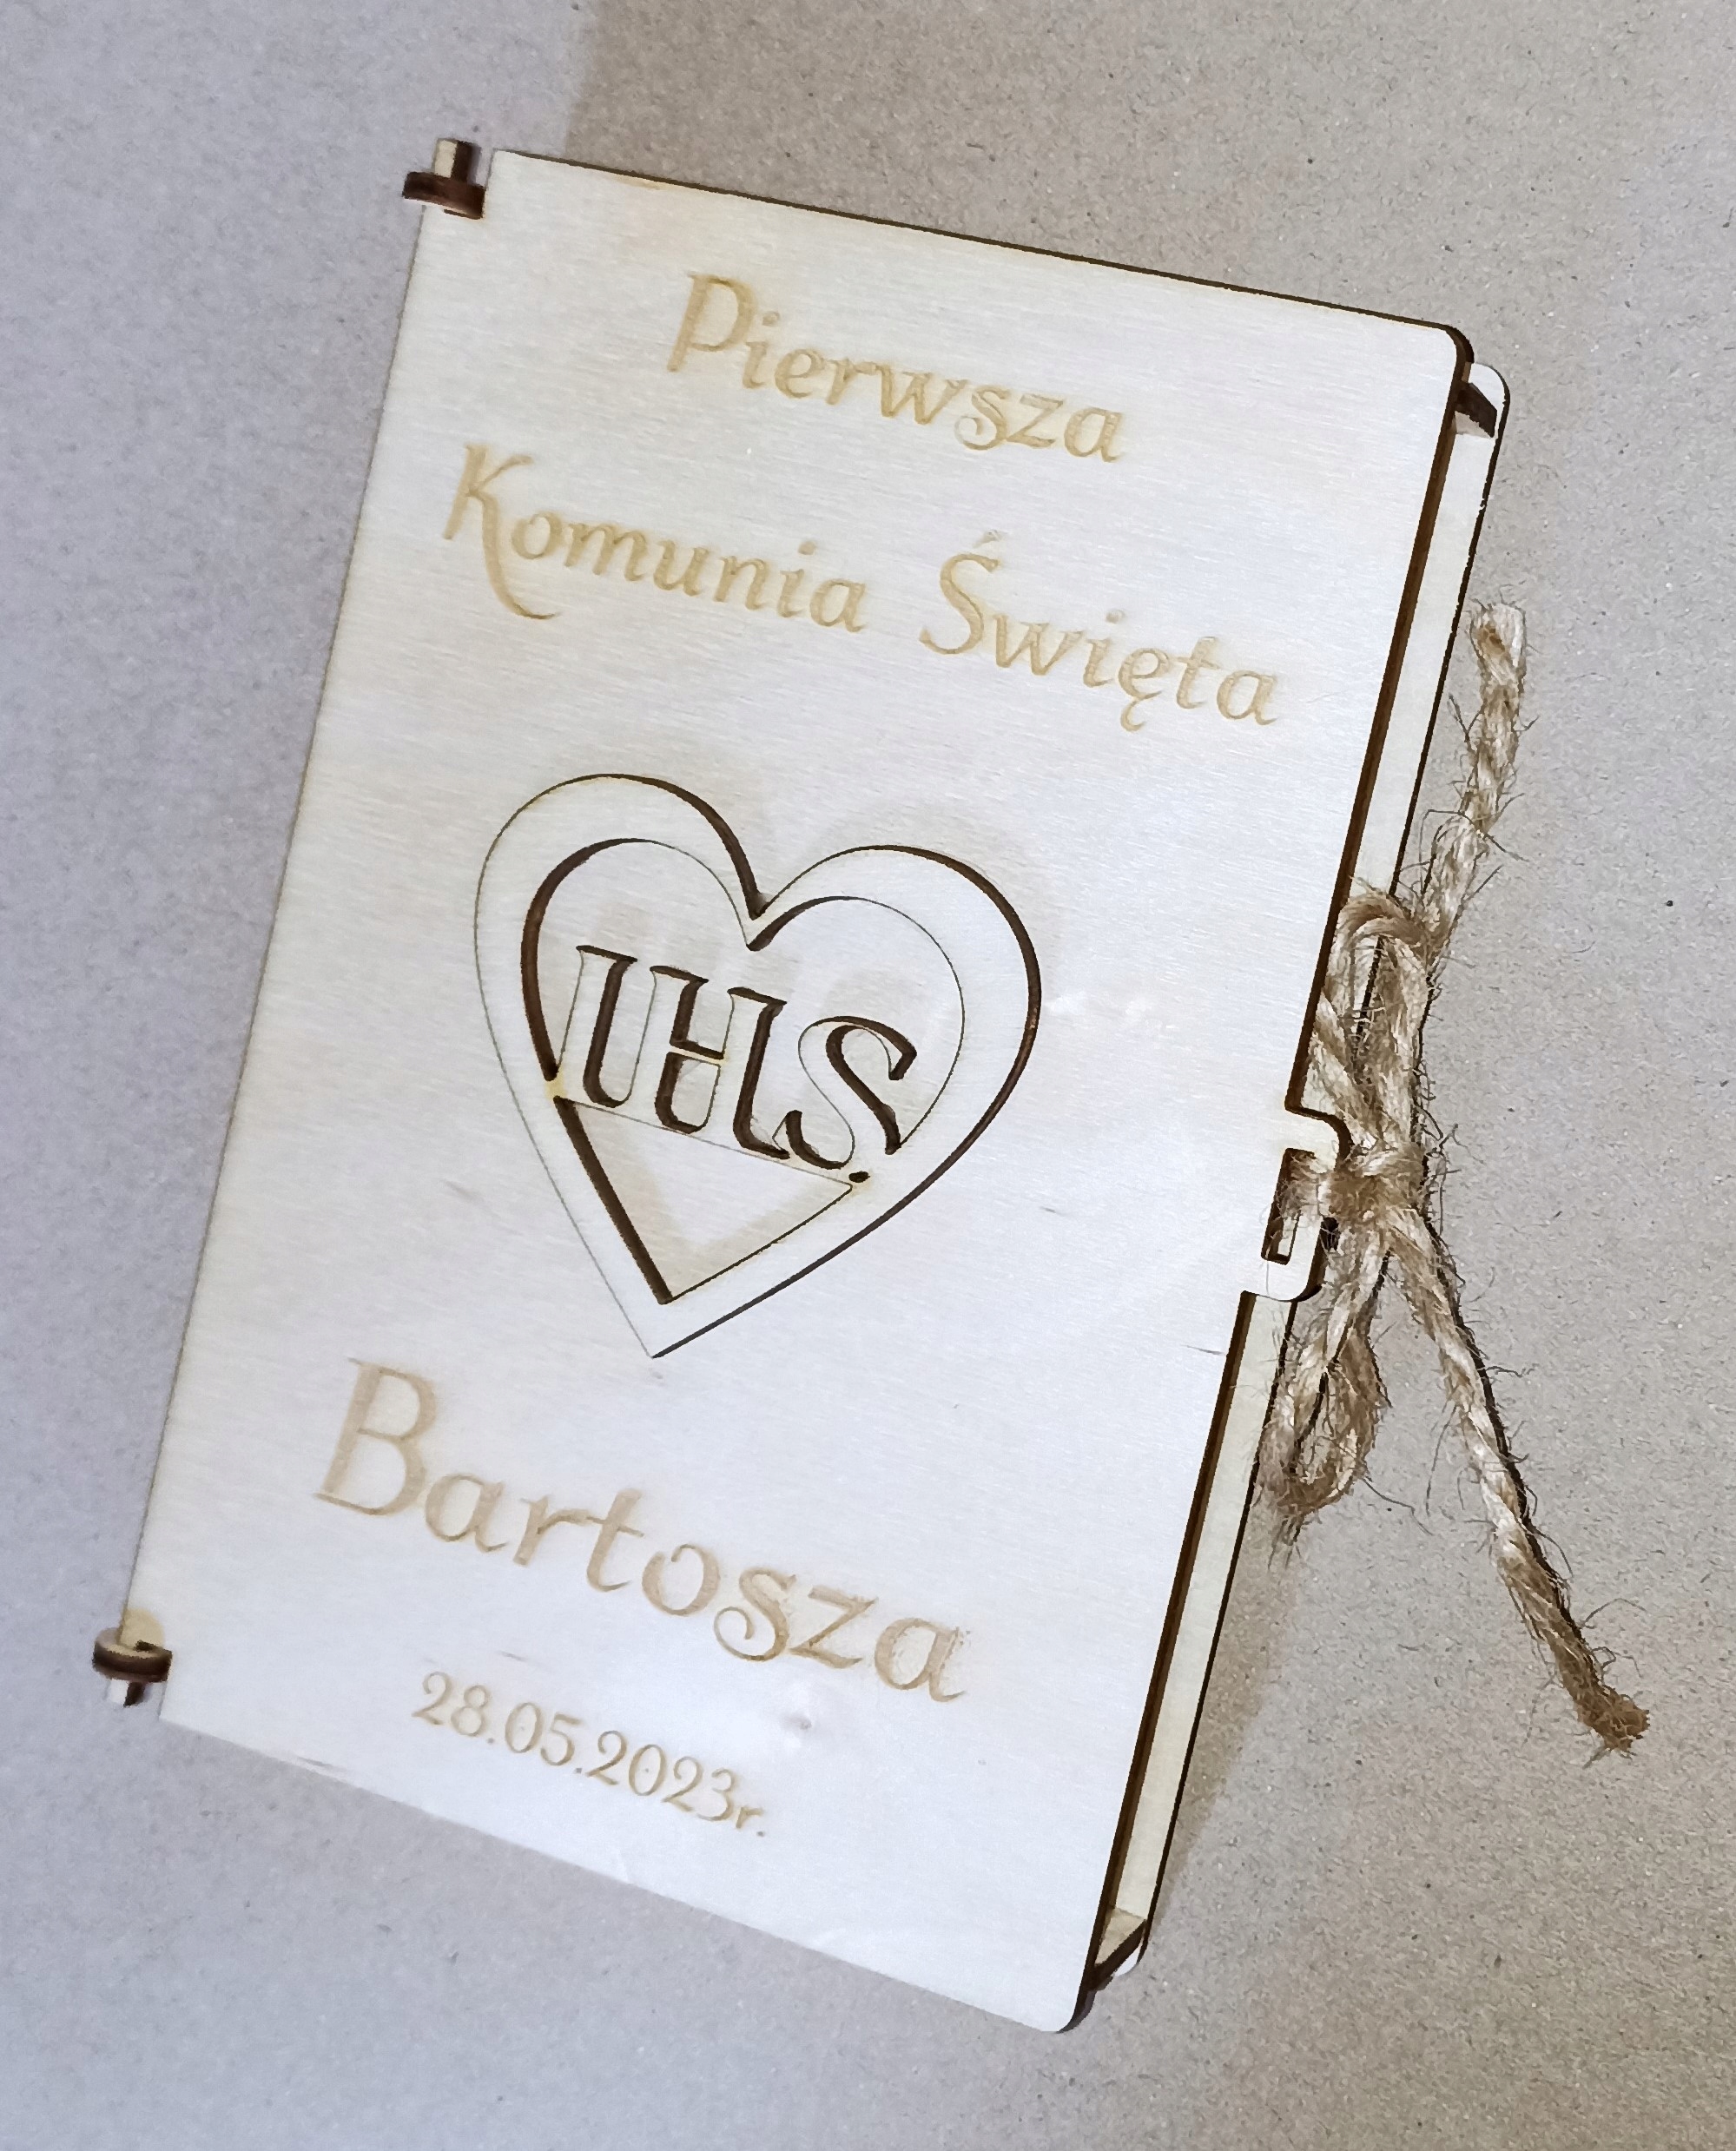 Pierwsza
Komunia Święta
IHS
Bartosza
28.05.2023r.